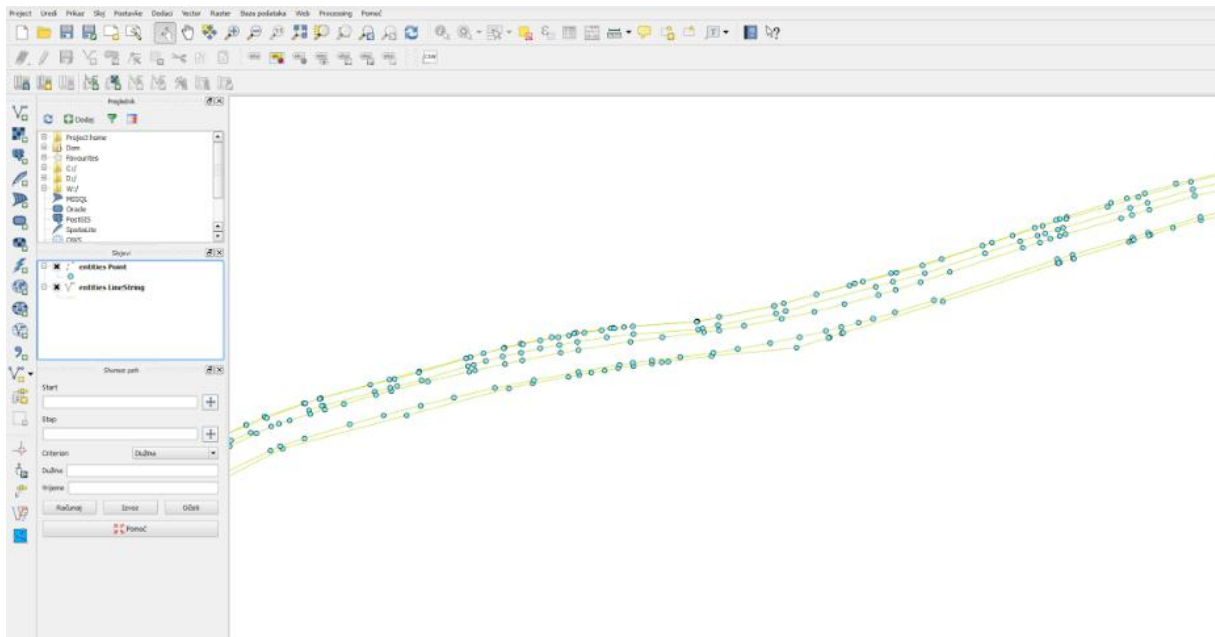 Project Uredi Prikaz Sloj Postavke Dodaci Vector Raster Baza podataka Web Processing Pomoć
CSW
Preglednik
Dodaj
Project home
Dom
Favourites
C:/
D:/
W:/
MSSQL
Oracle
PostGIS
SpatiaLite
OWS
Slojevi
entities Point
entities LineString
Shortest path
Start
Stop
Criterion Dužina
Dužina
Vrijeme
Računaj Izvoz Očisti
Pomoć